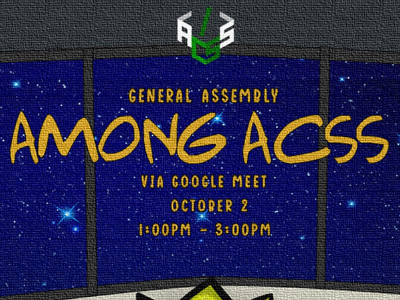 A S
GENERAL ASSEMBLY
AMONG ACSS
VIA GOOGLE MEET
OCTOBER 2
1:00PM - 3:00PM